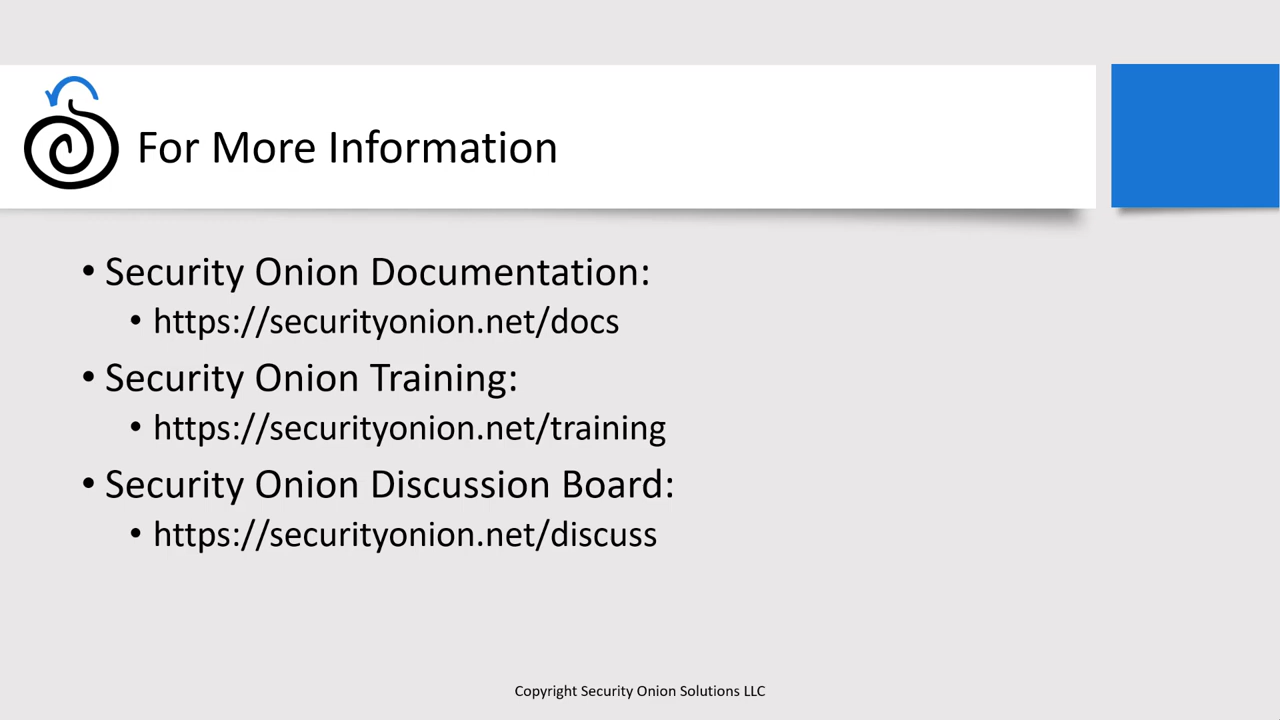 For More Information
• Security Onion Documentation:
• https://securityonion.net/docs
• Security Onion Training:
• https://securityonion.net/training
• Security Onion Discussion Board:
• https://securityonion.net/discuss
Copyright Security Onion Solutions LLC